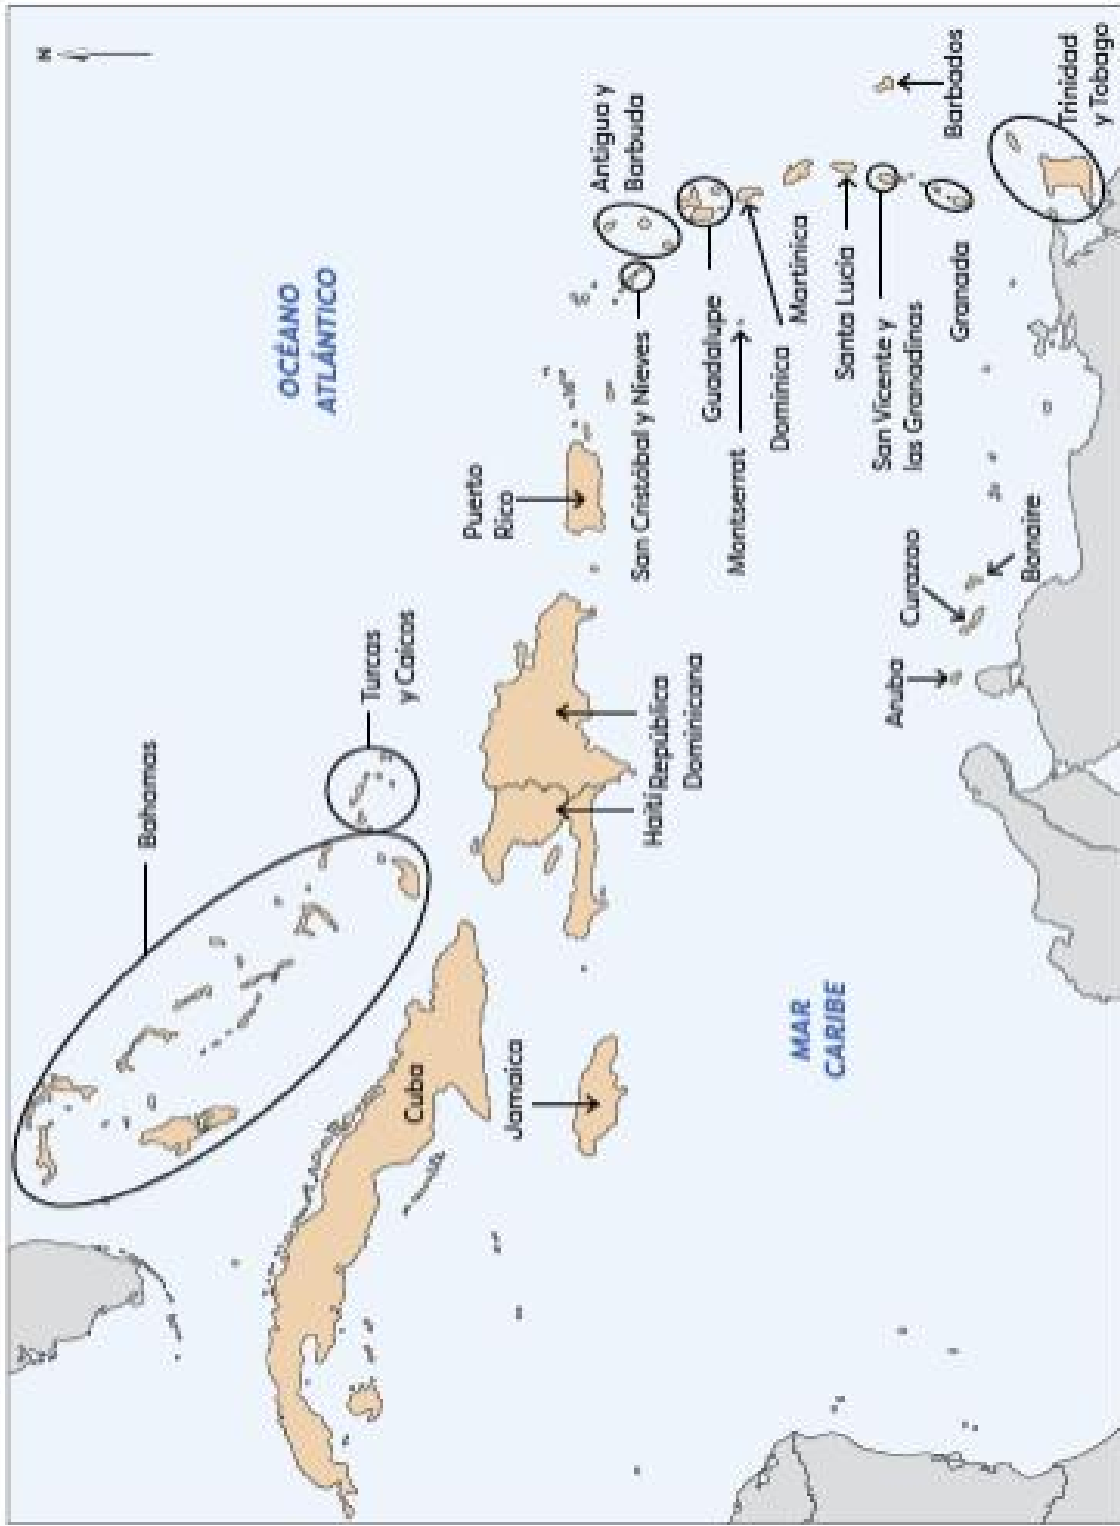 N
Bahamas
OCÉANO
ATLÁNTICO
Turcas
y Caicos
Cuba
Puerto
Rico
Jamaica
Antigua y
Barbuda
Haití
República
Dominicana
San Cristóbal y Nieves
Guadalupe
Montserrat
Dominica
Martinica
MAR
CARIBE
Santa Lucia
San Vicente y
las Granadinas
Barbados
Aruba
Curazao
Granada
Bonaire
Trinidad
y Tobago